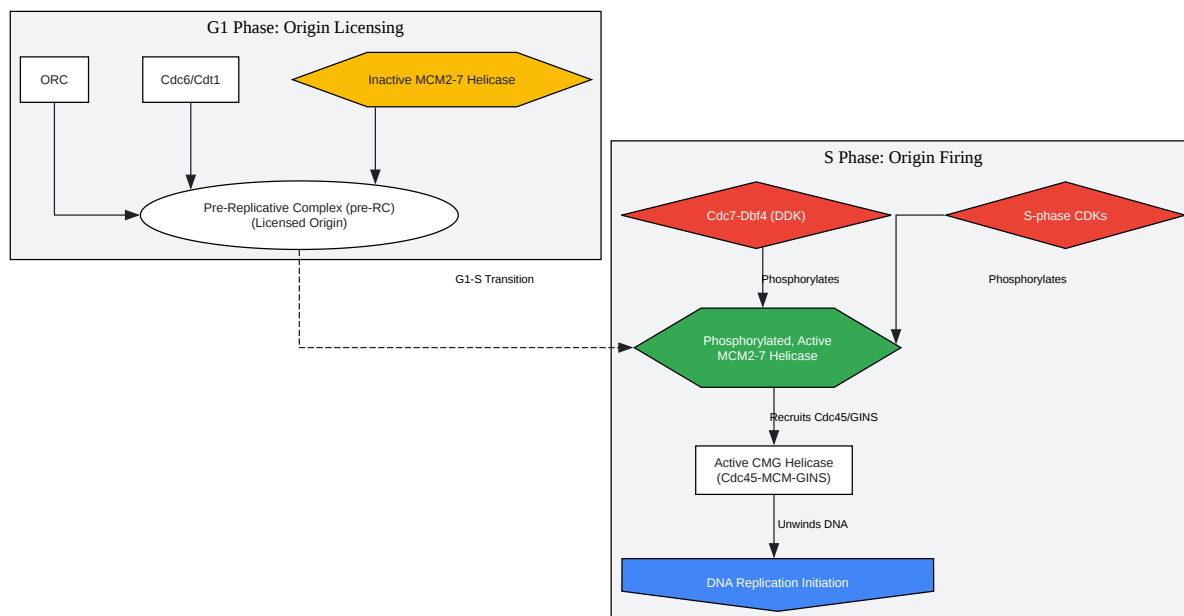 G1 Phase: Origin Licensing
ORC
Cdc6/Cdt1
Inactive MCM2-7 Helicase
Pre-Replicative Complex (pre-RC)
(Licensed Origin)
G1-S Transition
S Phase: Origin Firing
Cdc7-Dbf4 (DDK)
S-phase CDKs
Phosphorylates
Phosphorylates
Phosphorylated, Active
MCM2-7 Helicase
Recruits Cdc45/GINS
Active CMG Helicase
(Cdc45-MCM-GINS)
Unwinds DNA
DNA Replication Initiation